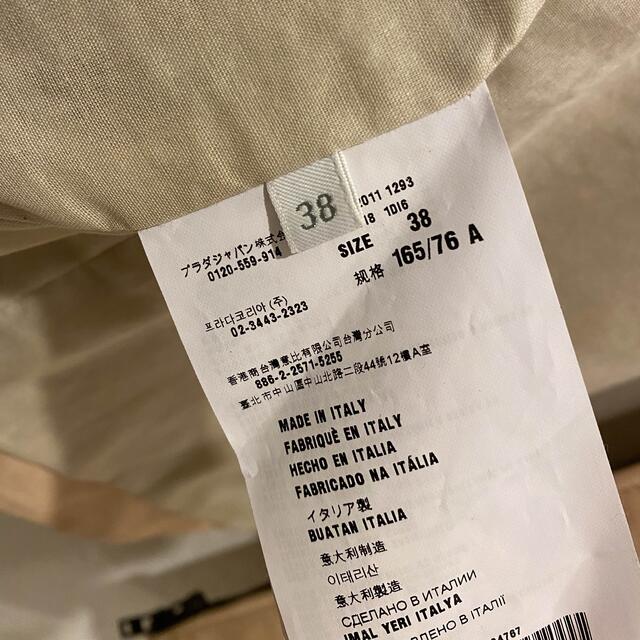 38
2011 1293
プラダジャパン株式会
18 1DI6
0120-559-914
SIZE 38
规格 165/76 A
프라다코리아 (주)
02-3443-2323
香港商台灣意比有限公司台灣分公司
886-2-2571-5255
臺北市中山區中山北路二段44號12樓A室
MADE IN ITALY
FABRIQUÈ EN ITALY
HECHO EN ITALIA
FABRICADO NA ITÁLIA
イタリア製
BUATAN ITALIA
意大利制造
이태리산
意大利製造
СДЕЛАНО В ИТАЛИИ
IMAL YERI ITALYA
ЛЕНО В ІТАЛІЇ